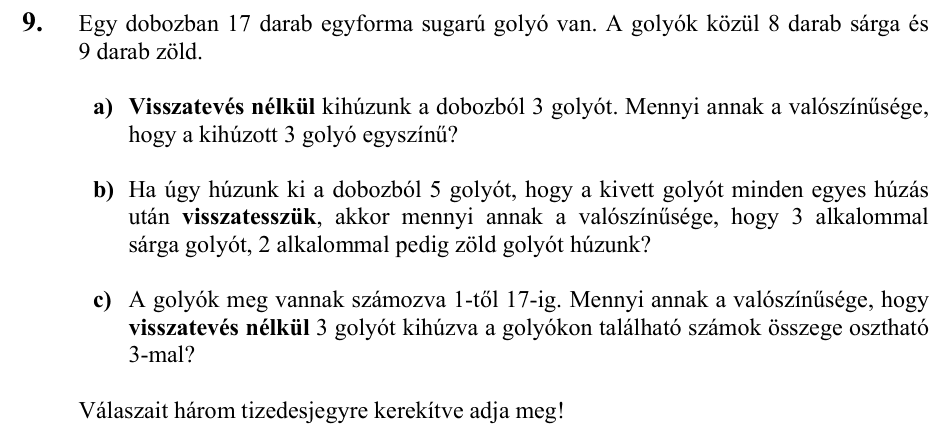 9. Egy dobozban 17 darab egyforma sugarú golyó van. A golyók közül 8 darab sárga és
9 darab zöld.
a) Visszatevés nélkül kihúzunk a dobozból 3 golyót. Mennyi annak a valószínűsége,
hogy a kihúzott 3 golyó egyszínű?
b) Ha úgy húzunk ki a dobozból 5 golyót, hogy a kivett golyót minden egyes húzás
után visszatesszük, akkor mennyi annak a valószínűsége, hogy 3 alkalommal
sárga golyót, 2 alkalommal pedig zöld golyót húzunk?
c) A golyók meg vannak számozva 1-től 17-ig. Mennyi annak a valószínűsége, hogy
visszatevés nélkül 3 golyót kihúzva a golyókon található számok összege osztható
3-mal?
Válaszait három tizedesjegyre kerekítve adja meg!